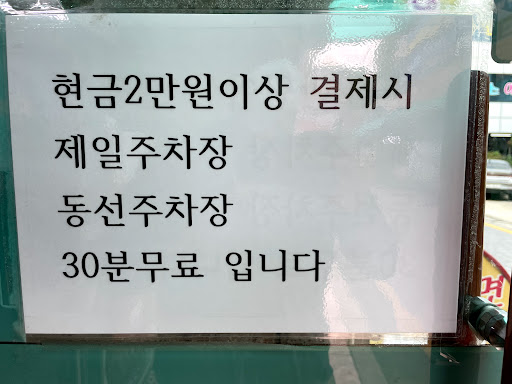 현금2만원이상 결제시
제일주차장
동선주차장
30분무료 입니다